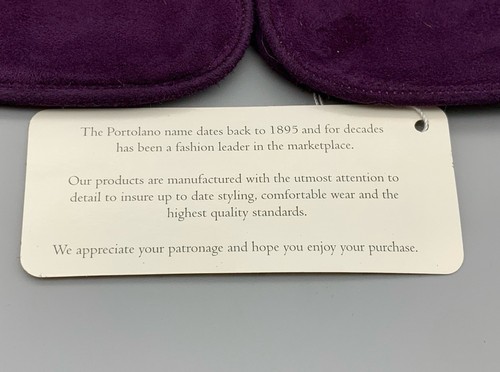 The Portolano name dates back to 1895 and for decades
has been a fashion leader in the marketplace.
Our products are manufactured with the utmost attention to
detail to insure up to date styling, comfortable wear and the
highest quality standards.
We appreciate your patronage and hope you enjoy your purchase.